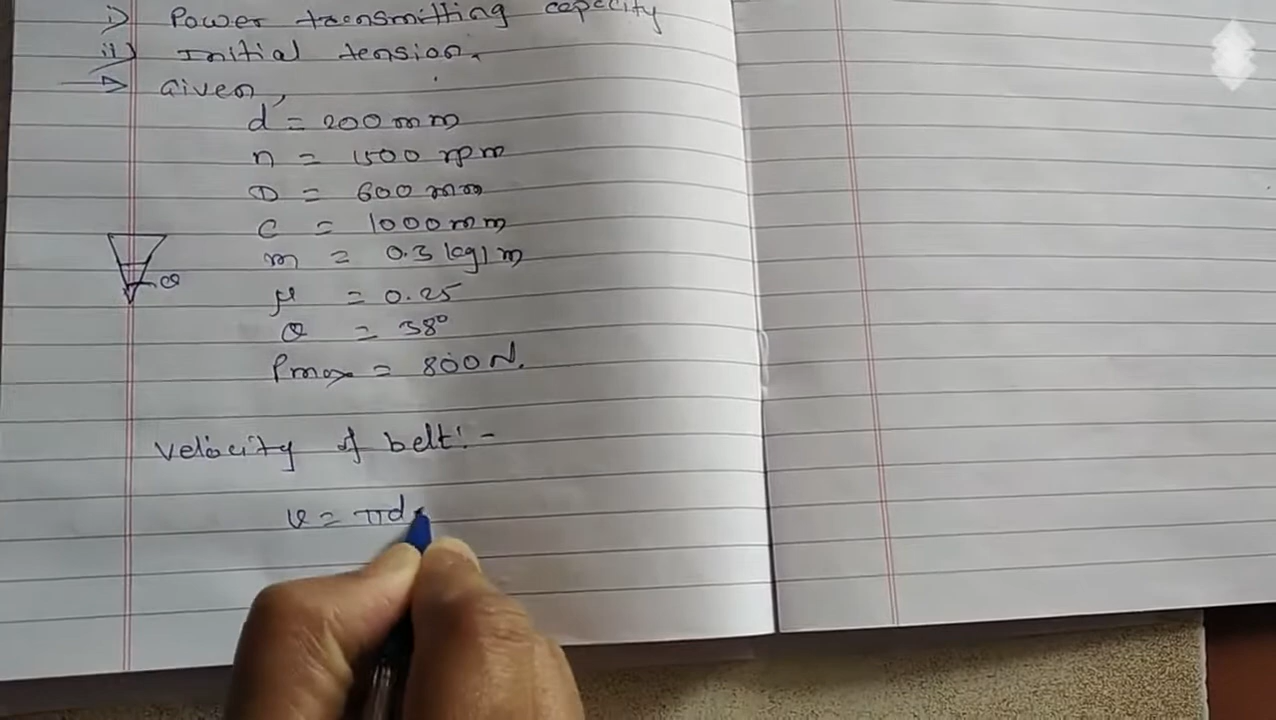 i) Power transmitting capacity
ii) Initial tension.
→ Given,
d = 200 mm
n = 1500 rpm
D = 600 mm
C = 1000 mm
m = 0.3 kg/m
μ = 0.25
θ = 38°
Pmax = 800 N.
θ
Velocity of belt:-
v = πd